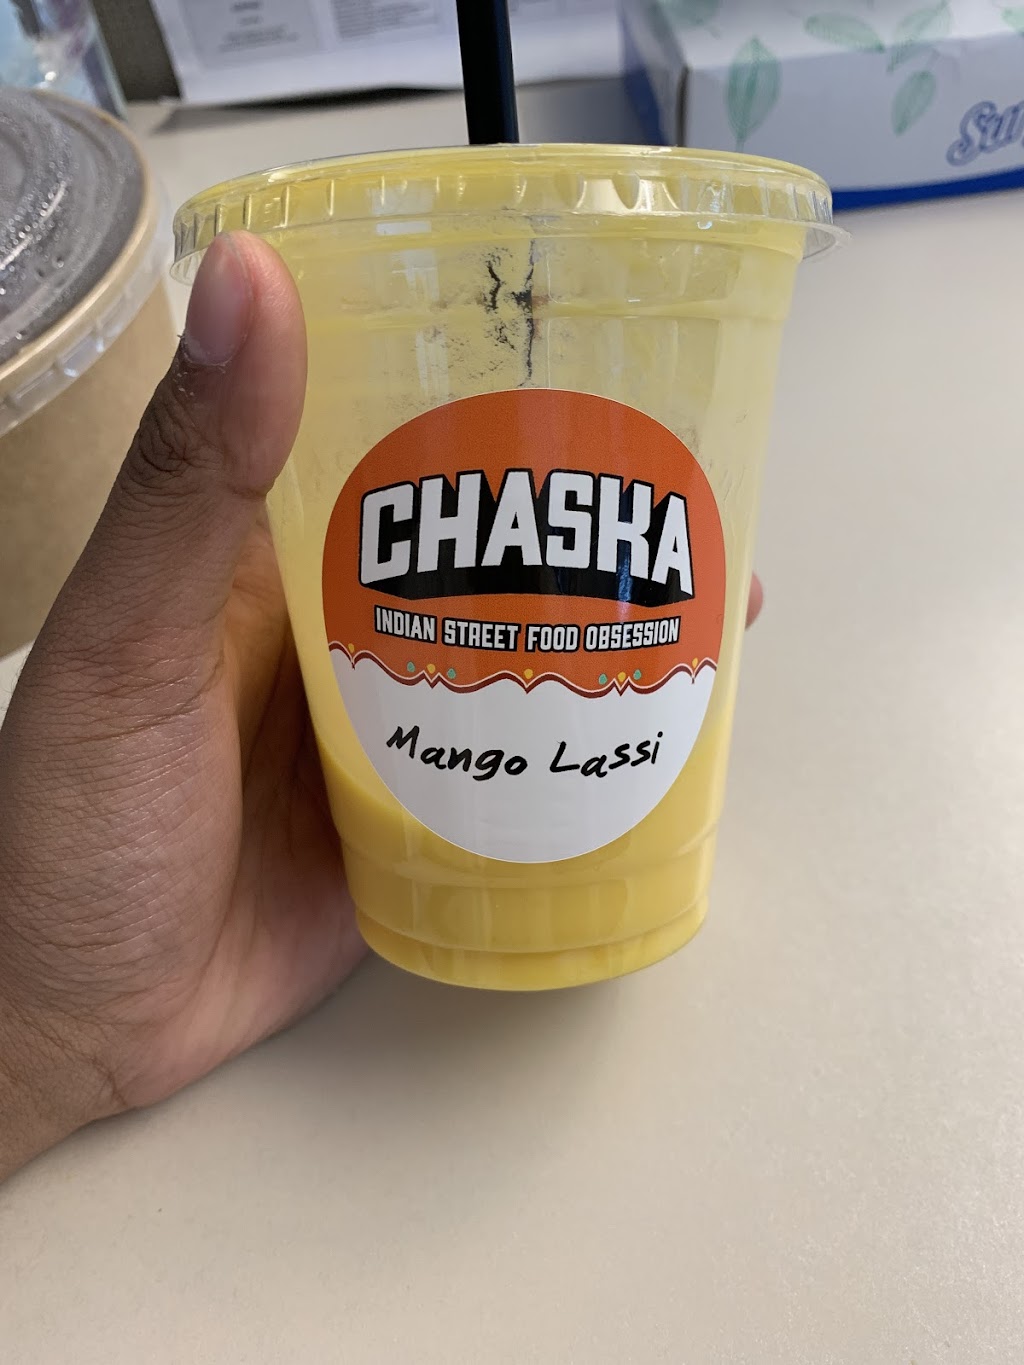 CHASKA
INDIAN STREET FOOD OBSESSION
Mango Lassi